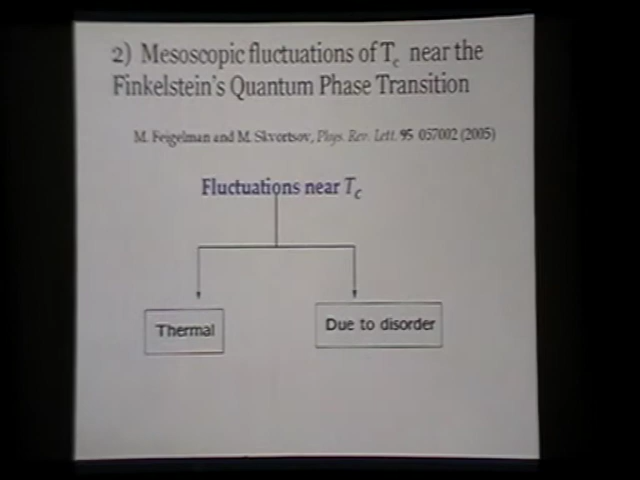 2) Mesoscopic fluctuations of Tc near the
Finkelstein's Quantum Phase Transition
M. Feigelman and M. Skvortsov, Phys. Rev. Lett. 95 057002 (2005)
Fluctuations near Tc
Thermal
Due to disorder